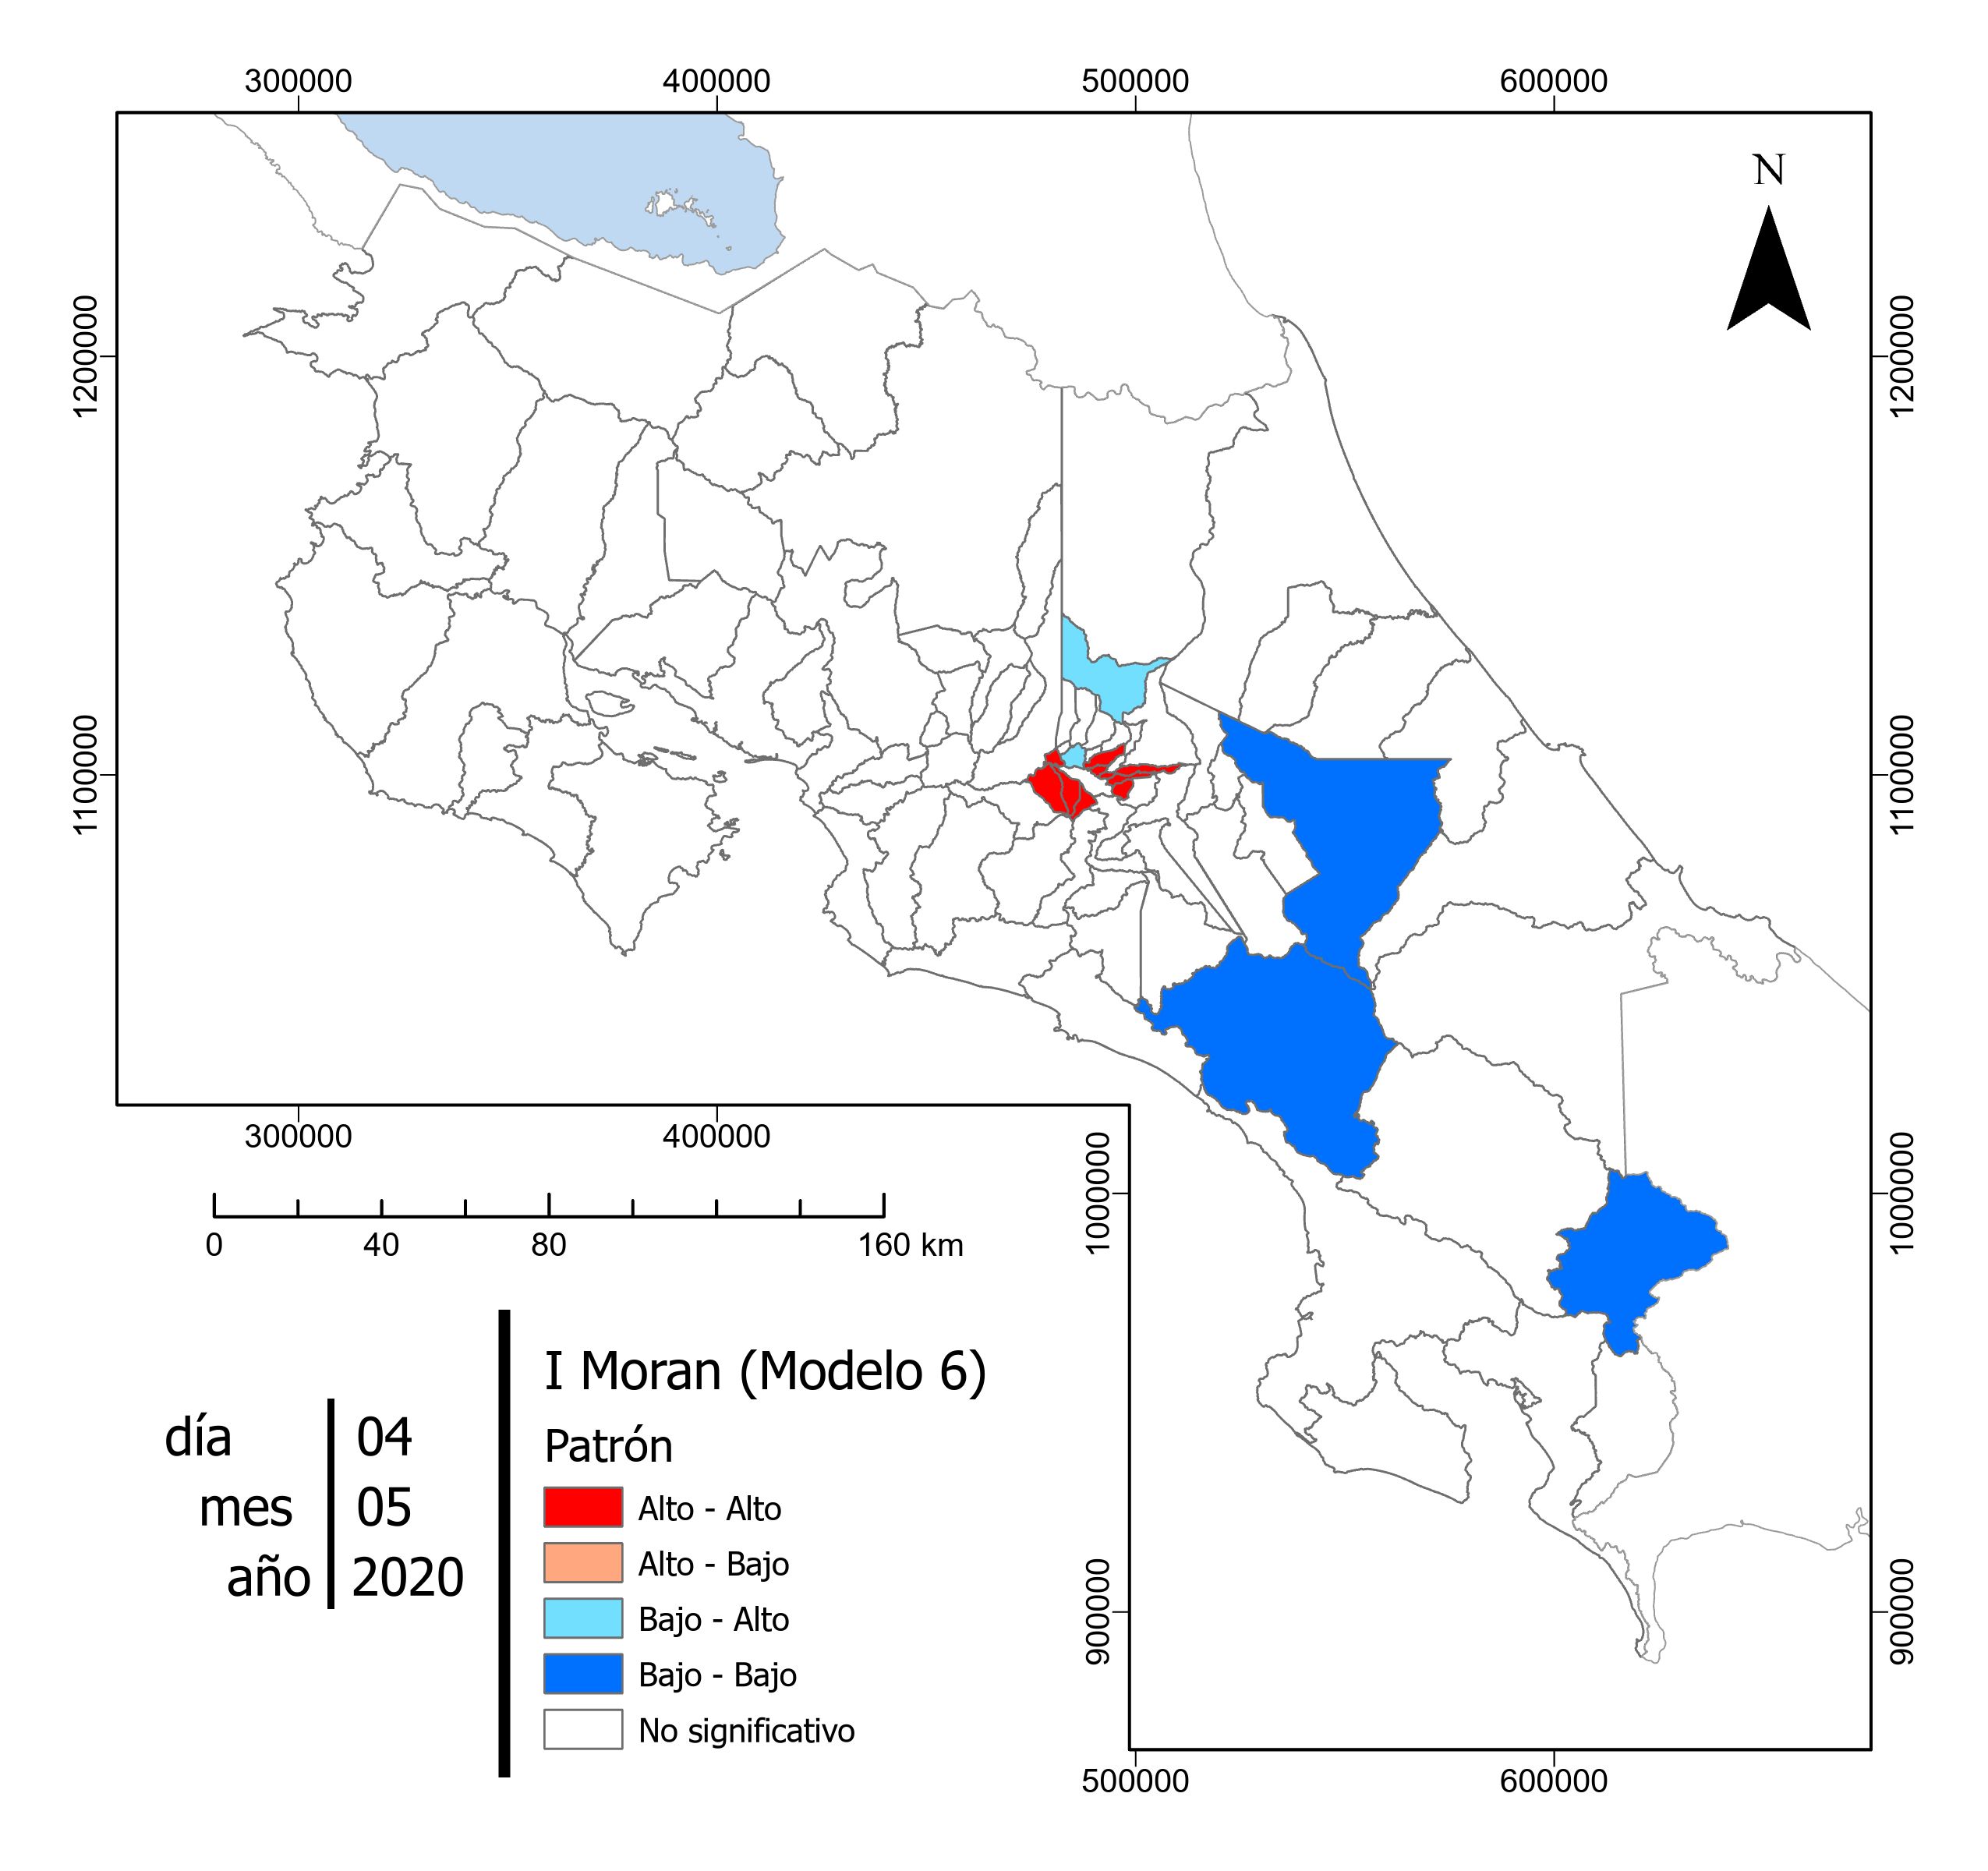 300000 400000 500000 600000
N
1200000 1200000
1100000 1100000
300000 400000
1000000 1000000
0 40 80 160 km
I Moran (Modelo 6)
día 04
Patrón
mes 05
Alto - Alto
año 2020
Alto - Bajo
Bajo - Alto
900000 900000
Bajo - Bajo
No significativo
500000 600000